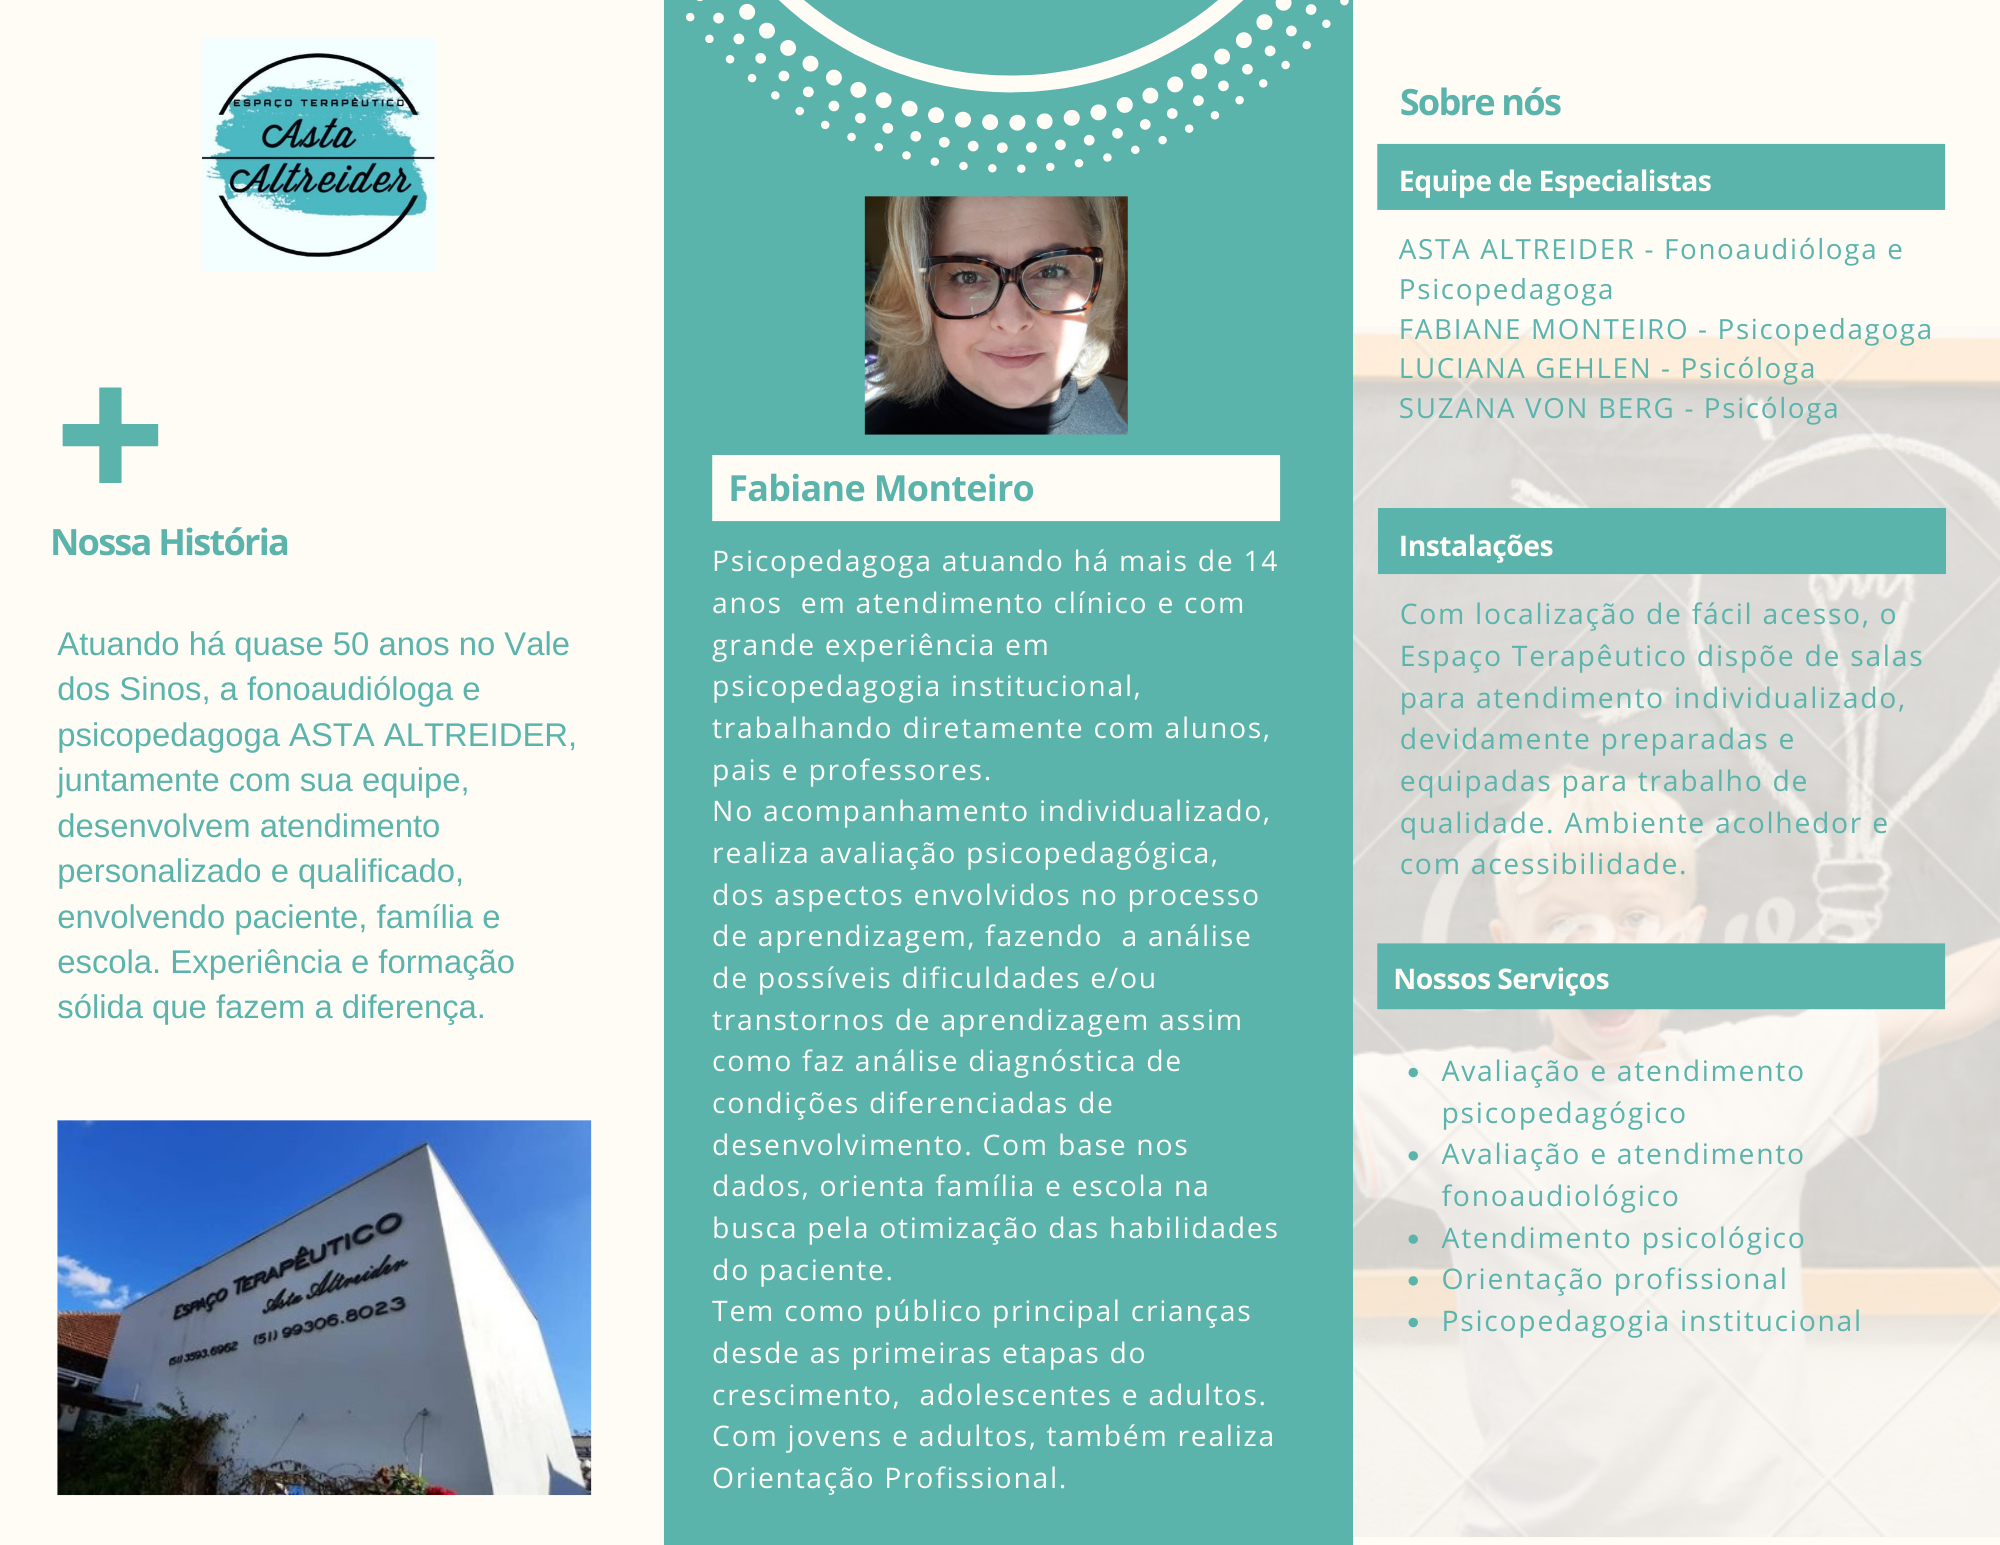 ESPAÇO TERAPÊUTICO
Asta
Altreider
Nossa História
Atuando há quase 50 anos no Vale
dos Sinos, a fonoaudióloga e
psicopedagoga ASTA ALTREIDER,
juntamente com sua equipe,
desenvolvem atendimento
personalizado e qualificado,
envolvendo paciente, família e
escola. Experiência e formação
sólida que fazem a diferença.
ESPAÇO TERAPÊUTICO
Asta Altreider
(51) 3593.6962 (51) 99306.8023
Fabiane Monteiro
Psicopedagoga atuando há mais de 14
anos  em atendimento clínico e com
grande experiência em
psicopedagogia institucional,
trabalhando diretamente com alunos,
pais e professores.
No acompanhamento individualizado,
realiza avaliação psicopedagógica,
dos aspectos envolvidos no processo
de aprendizagem, fazendo  a análise
de possíveis dificuldades e/ou
transtornos de aprendizagem assim
como faz análise diagnóstica de
condições diferenciadas de
desenvolvimento. Com base nos
dados, orienta família e escola na
busca pela otimização das habilidades
do paciente.
Tem como público principal crianças
desde as primeiras etapas do
crescimento,  adolescentes e adultos.
Com jovens e adultos, também realiza
Orientação Profissional.
Sobre nós
Equipe de Especialistas
ASTA ALTREIDER - Fonoaudióloga e
Psicopedagoga
FABIANE MONTEIRO - Psicopedagoga
LUCIANA GEHLEN - Psicóloga
SUZANA VON BERG - Psicóloga
Instalações
Com localização de fácil acesso, o
Espaço Terapêutico dispõe de salas
para atendimento individualizado,
devidamente preparadas e
equipadas para trabalho de
qualidade. Ambiente acolhedor e
com acessibilidade.
Nossos Serviços
• Avaliação e atendimento
psicopedagógico
• Avaliação e atendimento
fonoaudiológico
• Atendimento psicológico
• Orientação profissional
• Psicopedagogia institucional